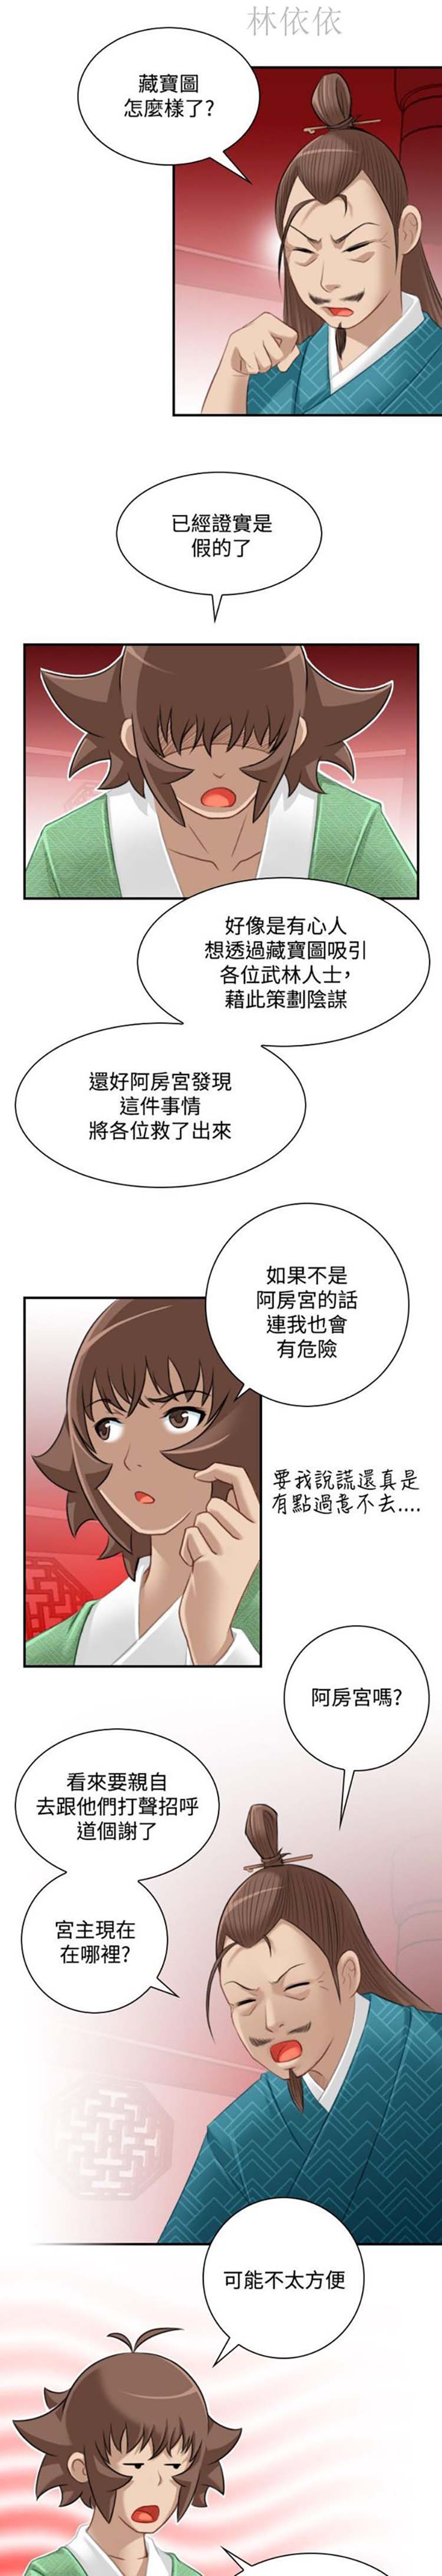 林依依
藏寶圖
怎麼樣了?
已經證實是
假的了
好像是有心人
想透過藏寶圖吸引
各位武林人士,
藉此策劃陰謀
還好阿房宮發現
這件事情
將各位救了出來
如果不是
阿房宮的話
連我也會
有危險
要我說謊還真是
有點過意不去....
阿房宮嗎?
看來要親自
去跟他們打聲招呼
道個謝了
宮主現在
在哪裡?
可能不太方便